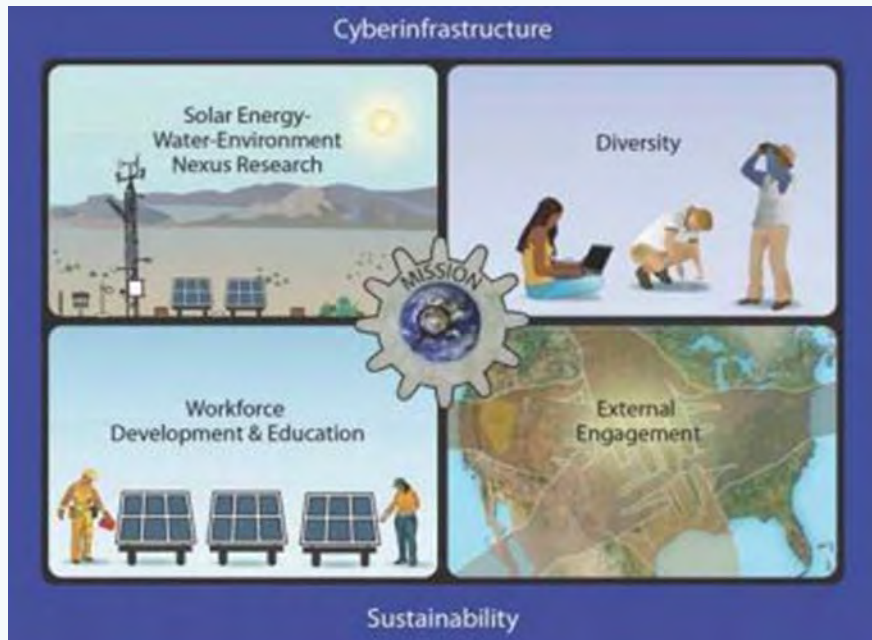 Cyberinfrastructure
Solar Energy-
Water-Environment
Nexus Research
Diversity
MISSION
Workforce
Development & Education
External
Engagement
Sustainability